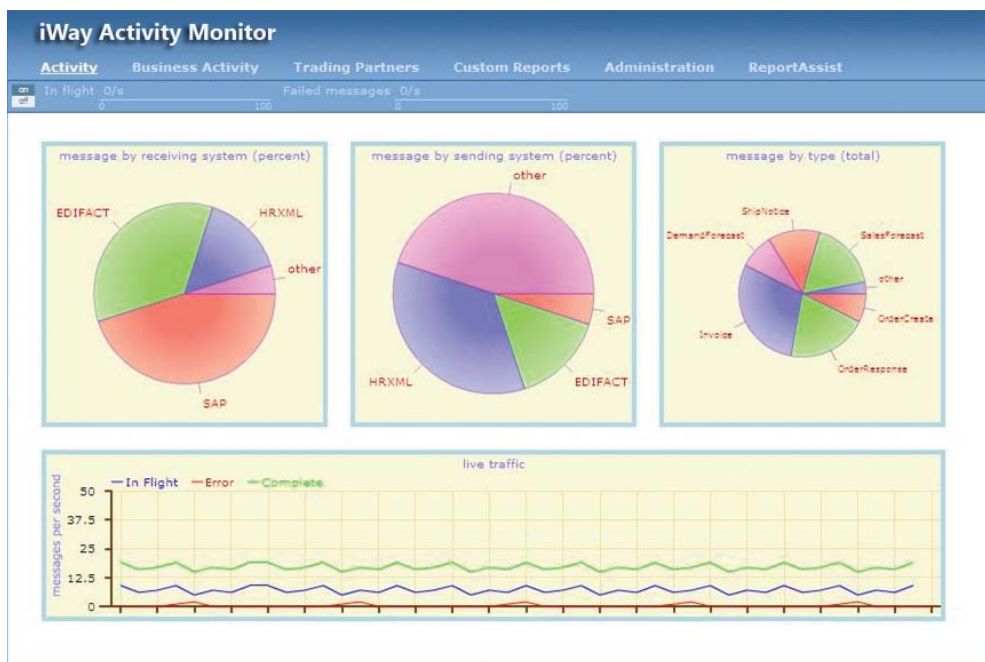 iWay Activity Monitor
Activity Business Activity Trading Partners Custom Reports Administration ReportAssist
on
off
In flight 0/s Failed messages 0/s
0 100 0 100
message by receiving system (percent)
EDIFACT
HRXML
other
SAP
message by sending system (percent)
other
SAP
HRXML
EDIFACT
message by type (total)
ShipNotice
DemandForecast
SalesForecast
other
OrderCreate
Invoice
OrderResponse
live traffic
In Flight Error Complete
messages per second
50
37.5
25
12.5
0